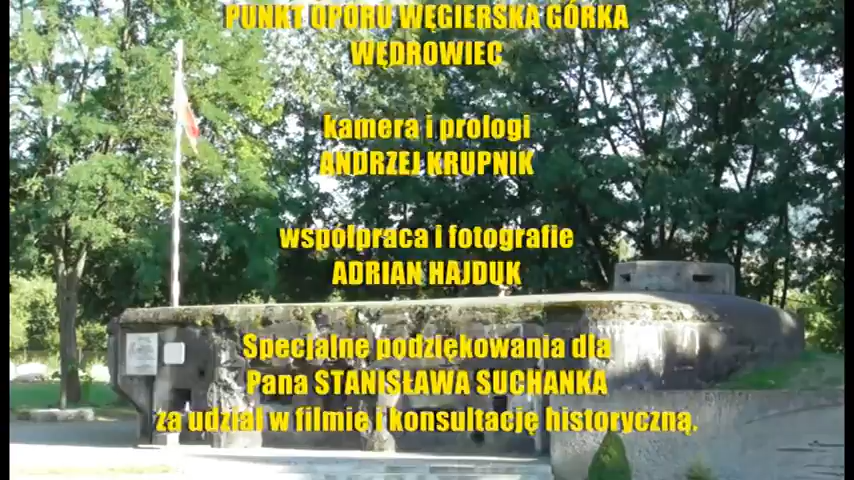 PUNKT OPORU WĘGIERSKA GÓRKA
WĘDROWIEC
kamera i prologi
ANDRZEJ KRUPNIK
współpraca i fotografie
ADRIAN HAJDUK
Specjalne podziękowania dla
Pana STANISŁAWA SUCHANKA
za udział w filmie i konsultację historyczną.